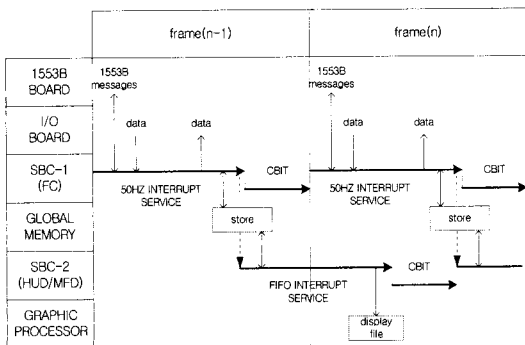 frame(n-1)
frame(n)
1553B
BOARD
1553B
messages
1553B
messages
I/O
BOARD
data
data
data
data
SBC-1
(FC)
CBIT
CBIT
50HZ INTERRUPT
SERVICE
50HZ INTERRUPT
SERVICE
GLOBAL
MEMORY
store
store
SBC-2
(HUD/MFD)
CBIT
FIFO INTERRUPT
SERVICE
GRAPHIC
PROCESSOR
display
file